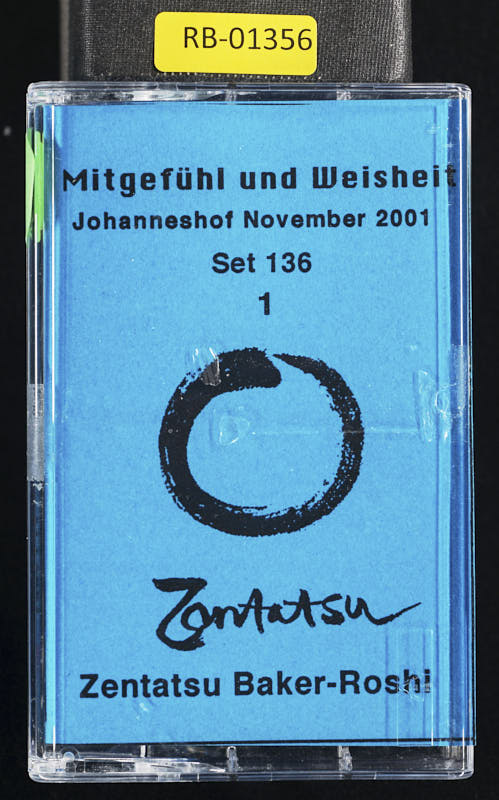 RB-01356
Mitgefühl und Weisheit
Johanneshof November 2001
Set 136
1
Zentatsu
Zentatsu Baker-Roshi